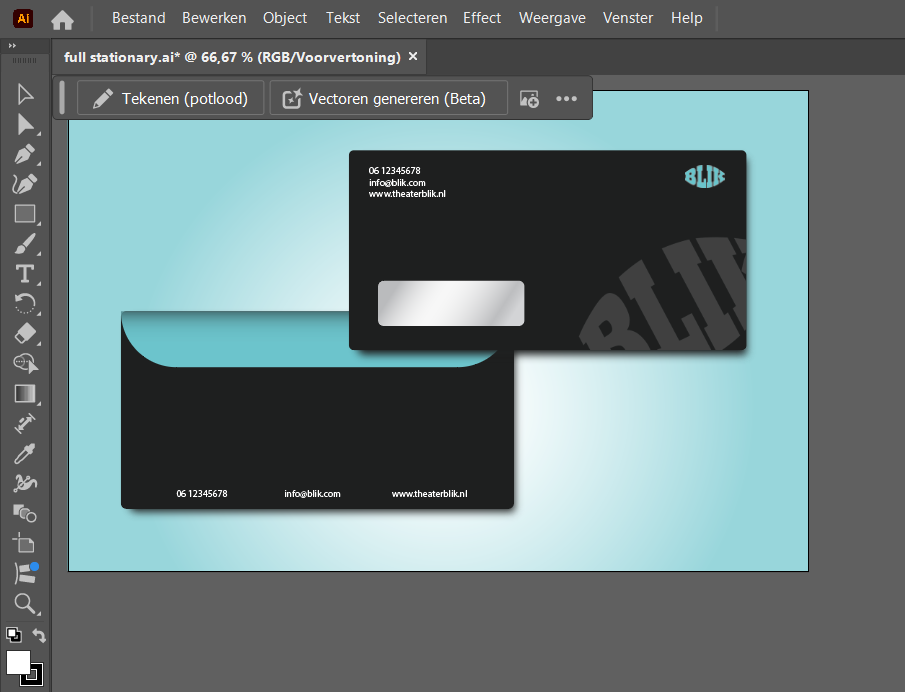 Ai
Bestand Bewerken Object Tekst Selecteren Effect Weergave Venster Help
full stationary.ai* @ 66,67 % (RGB/Voorvertoning) ×
Tekenen (potlood) Vectoren genereren (Beta)
06 12345678
info@blik.com
www.theaterblik.nl
BLIK
BLIK
06 12345678 info@blik.com www.theaterblik.nl